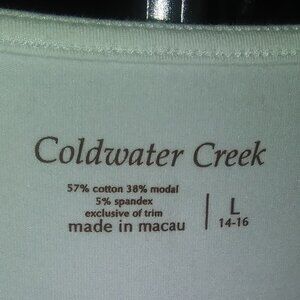 Coldwater Creek
57% cotton 38% modal
5% spandex
exclusive of trim
made in macau
L
14-16